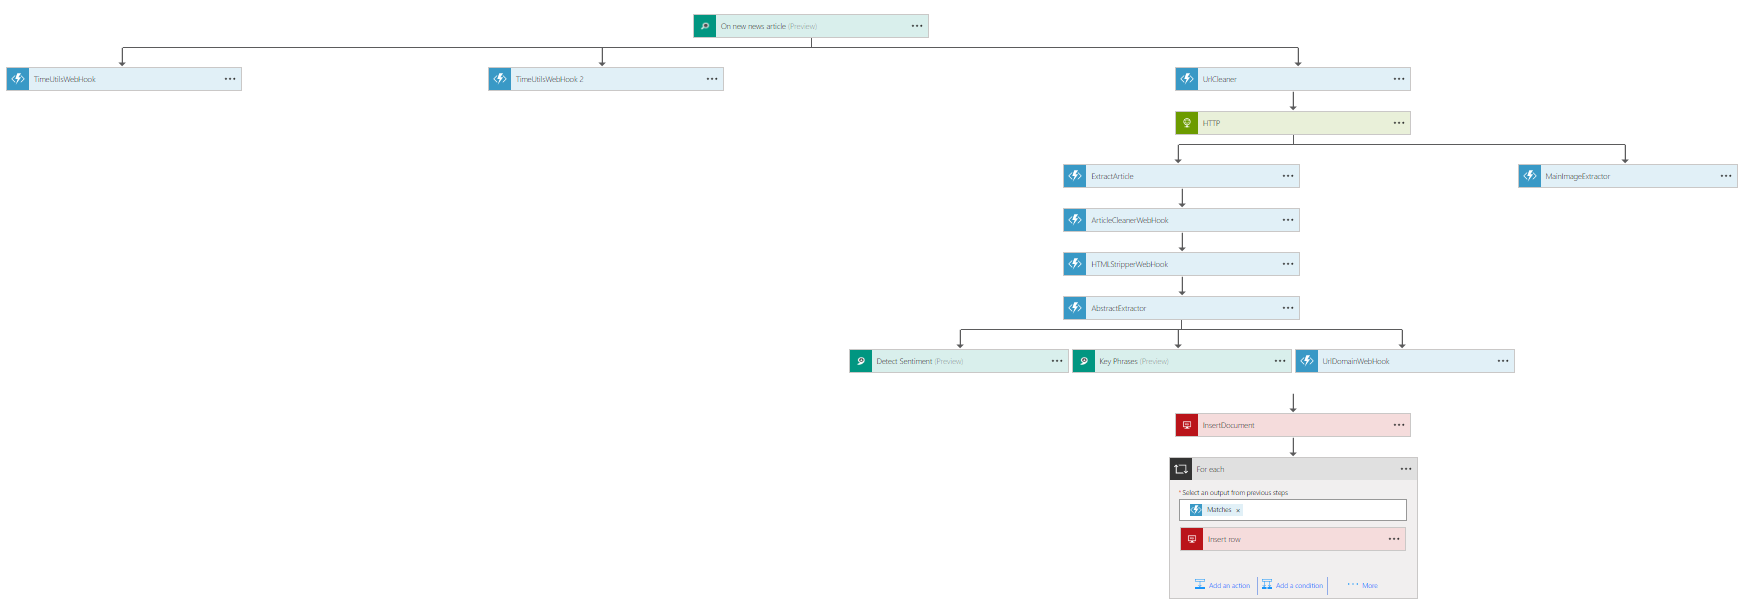 On new news article (Preview)
TimeUtilsWebHook
TimeUtilsWebHook 2
UrlCleaner
HTTP
ExtractArticle
MainImageExtractor
ArticleCleanerWebHook
HTMLStripperWebHook
AbstractExtractor
Detect Sentiment (Preview)
Key Phrases (Preview)
UrlDomainWebHook
InsertDocument
For each
* Select an output from previous steps
Matches x
Insert row
Add an action
Add a condition
More